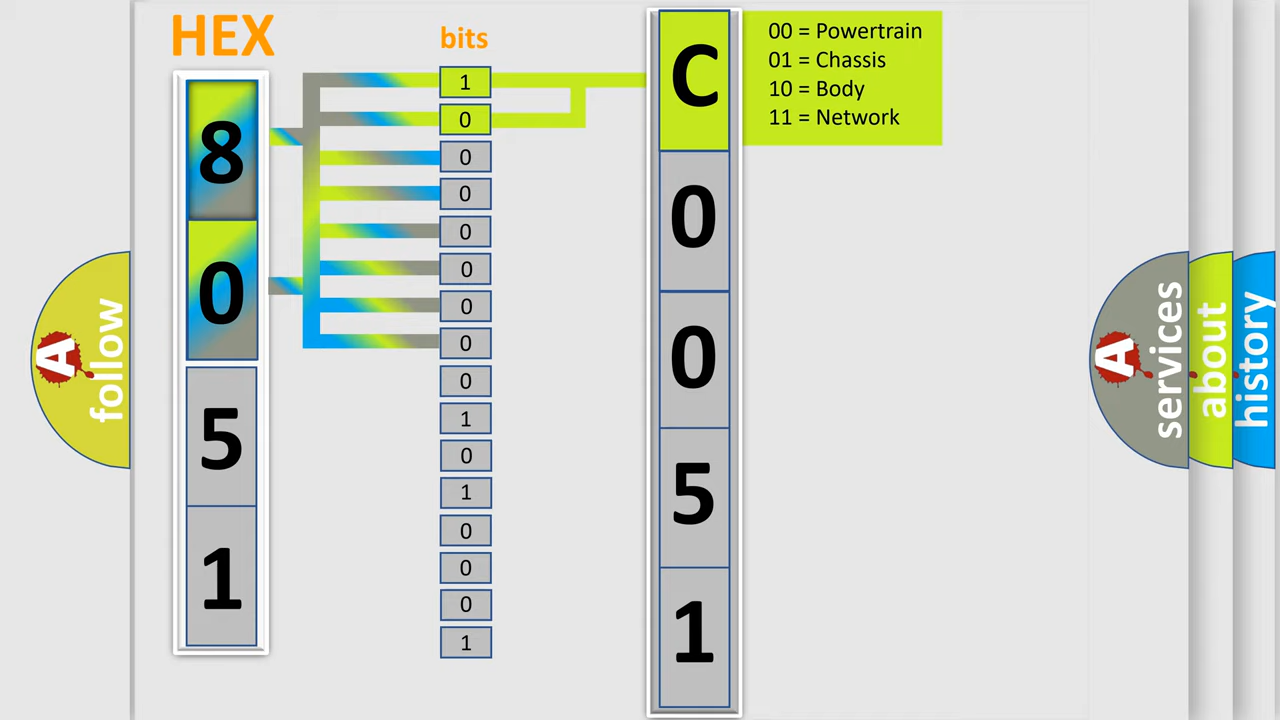 HEX
8
0
5
1
bits
1
0
0
0
0
0
0
0
0
1
0
1
0
0
0
1
C
0
0
5
1
00 = Powertrain
01 = Chassis
10 = Body
11 = Network
A
follow
A
services
about
history